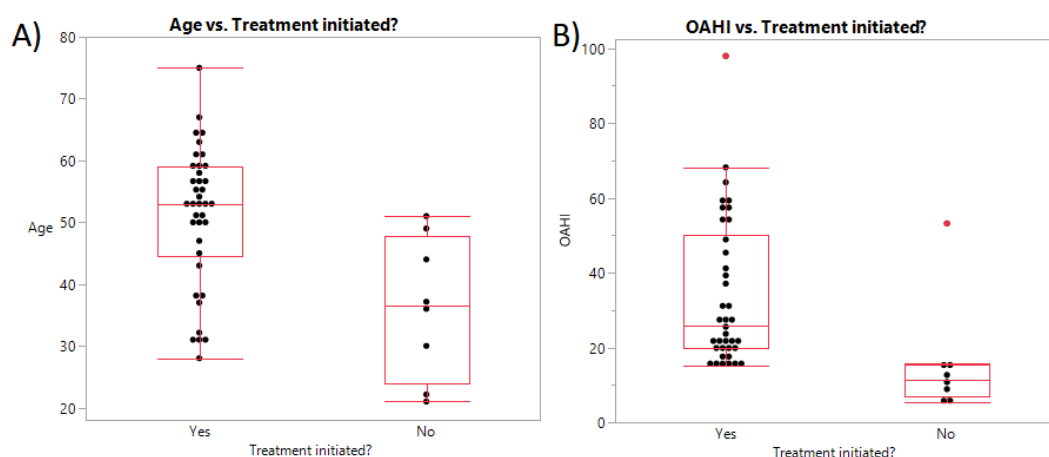 A)
Age vs. Treatment initiated?
80
70
60
50
40
30
20
Age
Yes No
Treatment initiated?
B)
OAHI vs. Treatment initiated?
100
80
60
40
20
0
OAHI
Yes No
Treatment initiated?